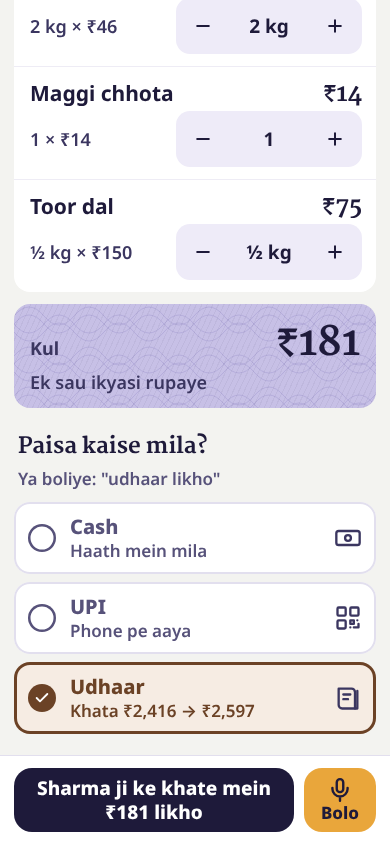 2 kg × ₹46
− 2 kg +
Maggi chhota ₹14
1 × ₹14
− 1 +
Toor dal ₹75
½ kg × ₹150
− ½ kg +
Kul ₹181
Ek sau ikyasi rupaye
Paisa kaise mila?
Ya boliye: "udhaar likho"
Cash
Haath mein mila
UPI
Phone pe aaya
Udhaar
Khata ₹2,416 → ₹2,597
Sharma ji ke khate mein
₹181 likho
Bolo